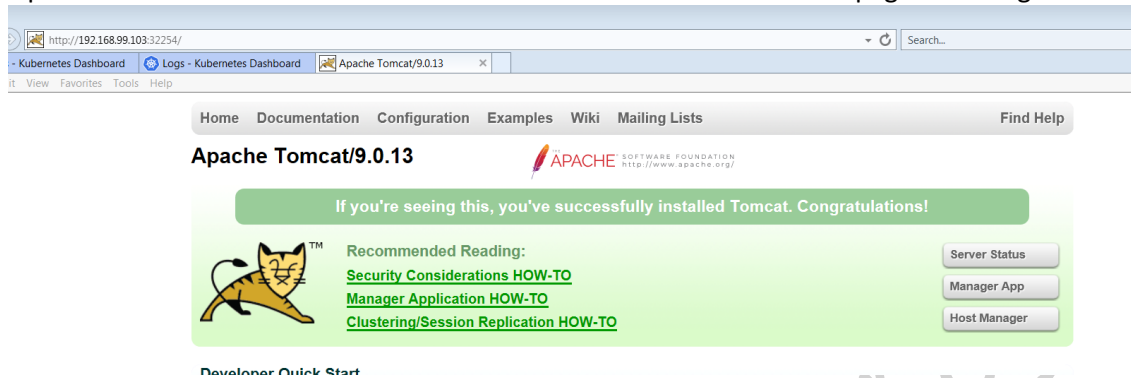 http://192.168.99.103:32254/
Search...
- Kubernetes Dashboard
Logs - Kubernetes Dashboard
Apache Tomcat/9.0.13
it View Favorites Tools Help
Home Documentation Configuration Examples Wiki Mailing Lists Find Help
Apache Tomcat/9.0.13
THE APACHE® SOFTWARE FOUNDATION
http://www.apache.org/
If you're seeing this, you've successfully installed Tomcat. Congratulations!
TM
Recommended Reading:
Security Considerations HOW-TO
Manager Application HOW-TO
Clustering/Session Replication HOW-TO
Server Status
Manager App
Host Manager
Developer Quick Start